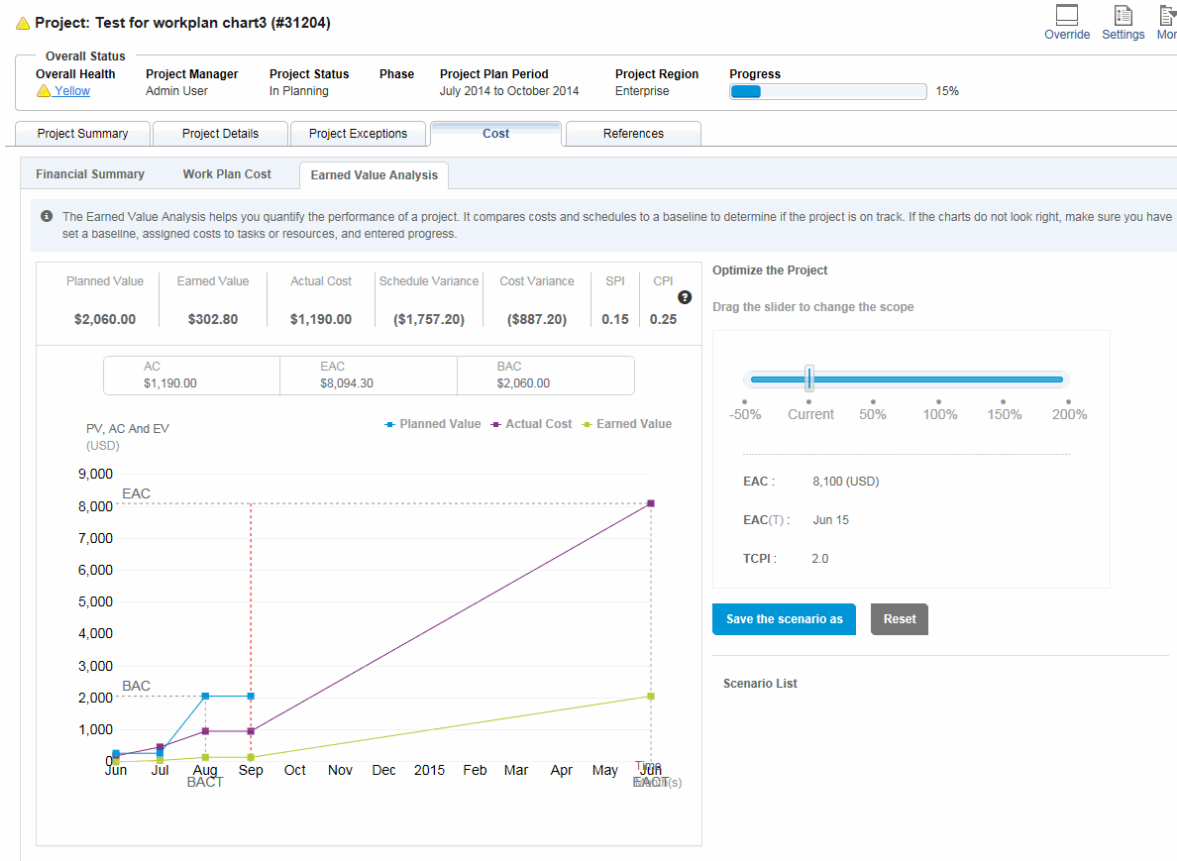 Project: Test for workplan chart3 (#31204)
Override Settings Mor
Overall Status
Overall Health Project Manager Project Status Phase Project Plan Period Project Region Progress
Yellow Admin User In Planning July 2014 to October 2014 Enterprise 15%
Project Summary Project Details Project Exceptions Cost References
Financial Summary Work Plan Cost Earned Value Analysis
The Earned Value Analysis helps you quantify the performance of a project. It compares costs and schedules to a baseline to determine if the project is on track. If the charts do not look right, make sure you have
set a baseline, assigned costs to tasks or resources, and entered progress.
Planned Value Earned Value Actual Cost Schedule Variance Cost Variance SPI CPI
$2,060.00 $302.80 $1,190.00 ($1,757.20) ($887.20) 0.15 0.25
AC EAC BAC
$1,190.00 $8,094.30 $2,060.00
PV, AC And EV
(USD)
Planned Value Actual Cost Earned Value
9,000
EAC
8,000
7,000
6,000
5,000
4,000
3,000
BAC
2,000
1,000
0
Jun Jul Aug Sep Oct Nov Dec 2015 Feb Mar Apr May Jun
Time
BACT EACT Month(s)
Optimize the Project
Drag the slider to change the scope
-50% Current 50% 100% 150% 200%
EAC : 8,100 (USD)
EAC(T) : Jun 15
TCPI : 2.0
Save the scenario as Reset
Scenario List